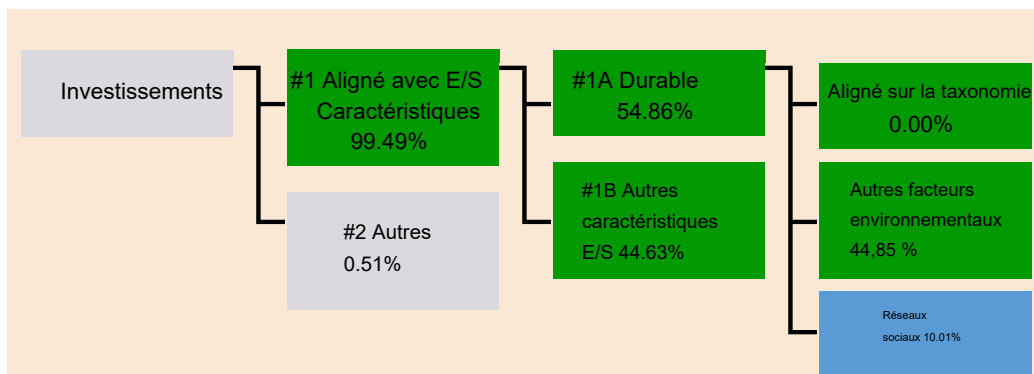 Investissements
#1 Aligné avec E/S
Caractéristiques
99.49%
#2 Autres
0.51%
#1A Durable
54.86%
#1B Autres
caractéristiques
E/S 44.63%
Aligné sur la taxonomie
0.00%
Autres facteurs
environnementaux
44,85 %
Réseaux
sociaux 10.01%